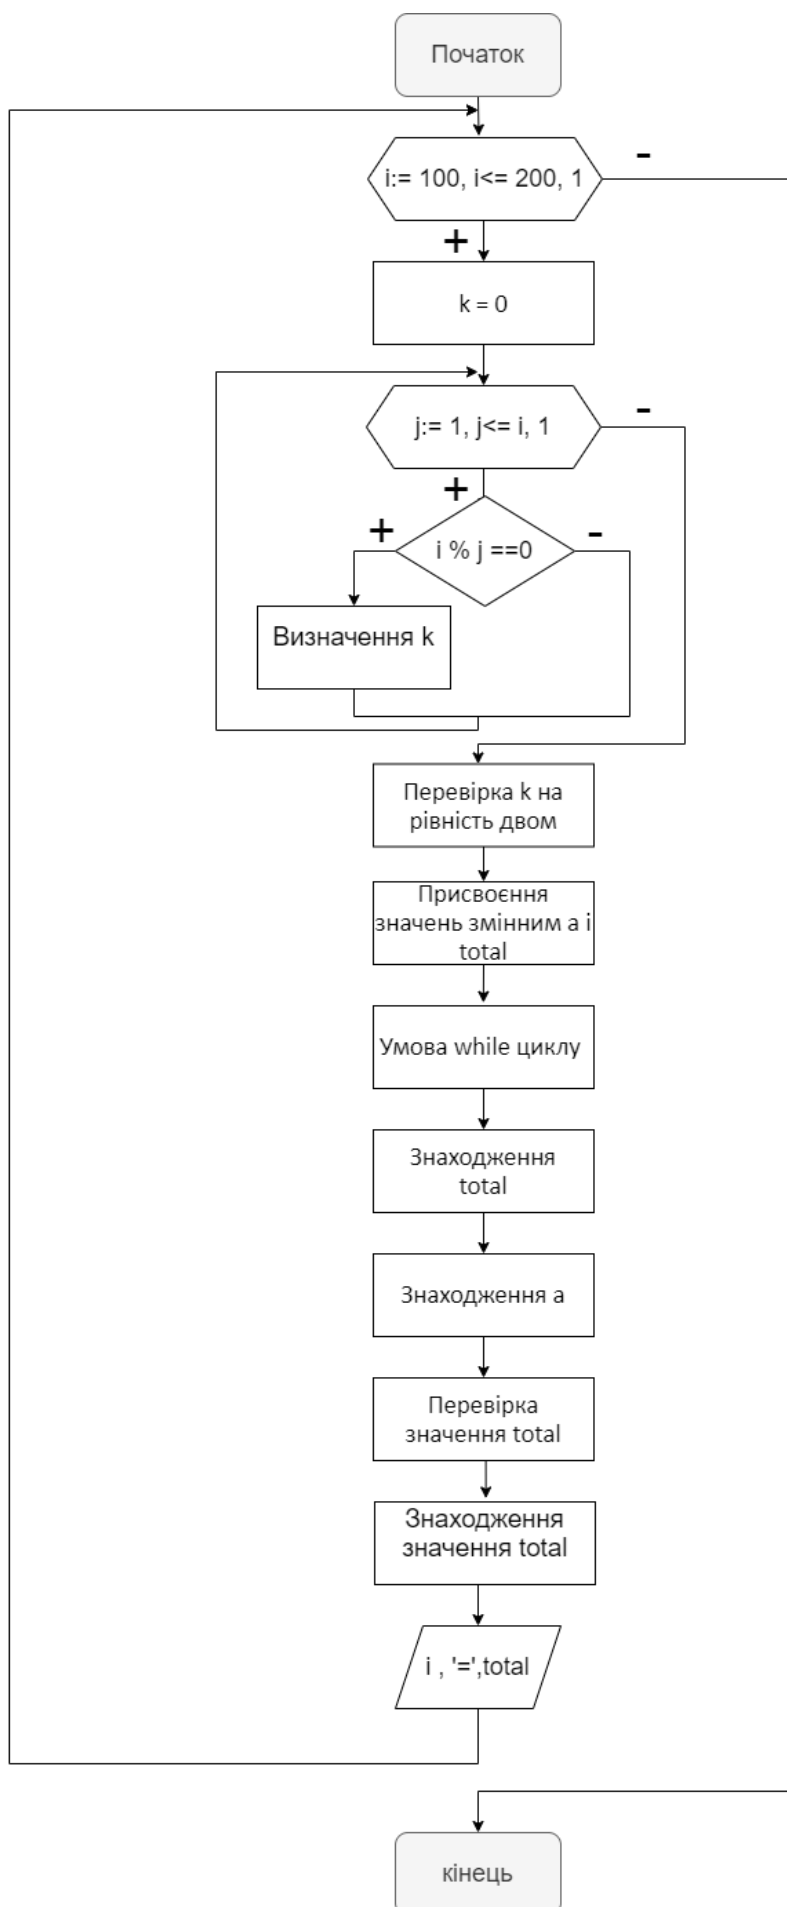 Початок
i:= 100, i<= 200, 1
-
+
k = 0
j:= 1, j<= i, 1
-
+
+
i % j ==0
-
Визначення k
Перевірка k на
рівність двом
Присвоєння
значень змінним a і
total
Умова while циклу
Знаходження
total
Знаходження a
Перевірка
значення total
Знаходження
значення total
i , '=',total
кінець